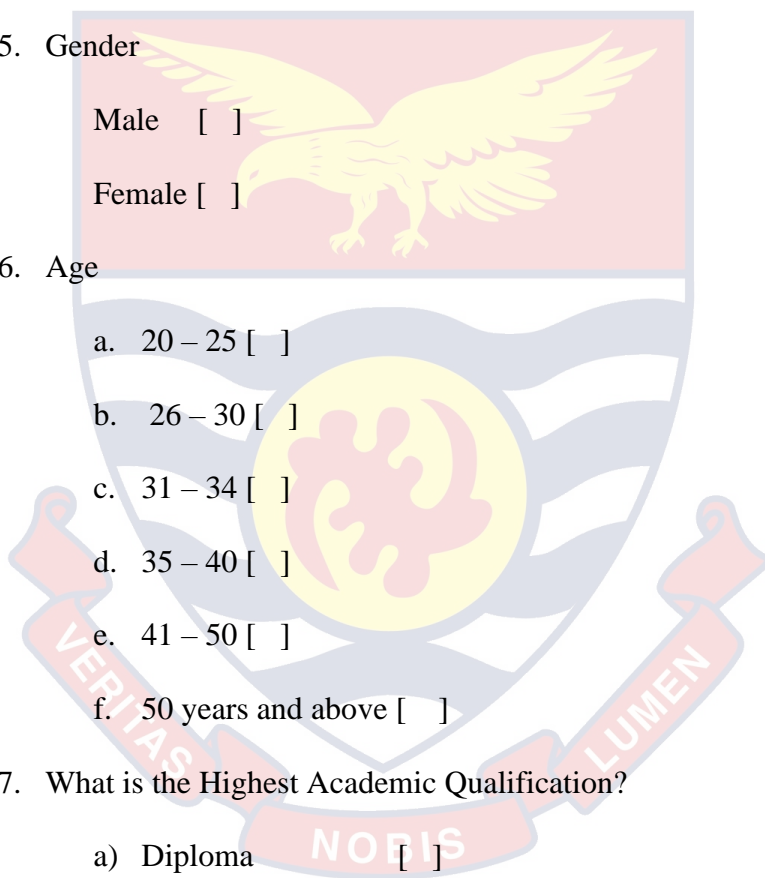 5. Gender
Male [ ]
Female [ ]
6. Age
a. 20 – 25 [ ]
b. 26 – 30 [ ]
c. 31 – 34 [ ]
d. 35 – 40 [ ]
e. 41 – 50 [ ]
f. 50 years and above [ ]
7. What is the Highest Academic Qualification?
a) Diploma [ ]
VERITAS
NOBIS
LUMEN